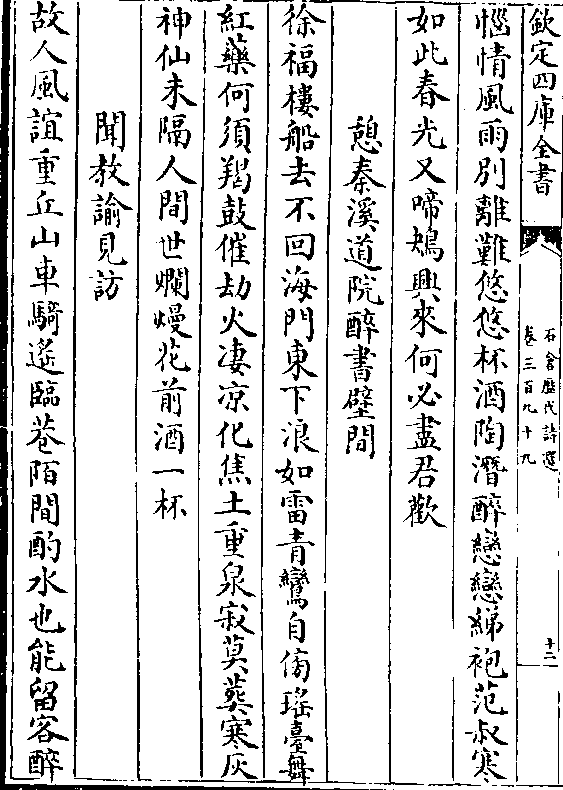 欽定四庫全書
石倉歷代詩選
卷三百九十九
十二
惱情風雨別離難悠悠杯酒陶潛醉戀戀綈袍范叔寒
如此春光又啼鴂興來何必盡君歡
憩秦溪道院醉書壁間
徐福樓船去不回海門東下浪如雷青鸞自傍瑤臺舞
紅藥何須羯鼓催劫火凄凉化焦土重泉寂莫葬寒灰
神仙未隔人間世爛熳花前酒一杯
聞教諭見訪
故人風誼重丘山車騎遙臨巷陌間酌水也能留客醉